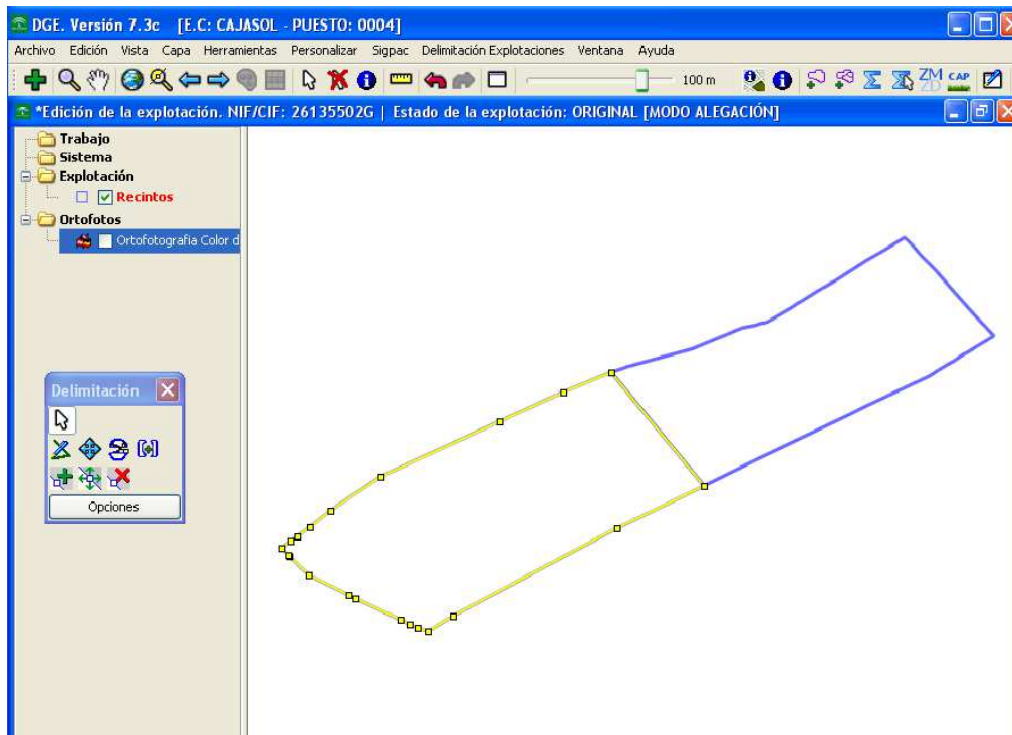 DGE. Versión 7.3c [E.C: CAJASOL - PUESTO: 0004]
Archivo Edición Vista Capa Herramientas Personalizar Sigpac Delimitación Explotaciones Ventana Ayuda
100 m
ZM
ZD
CAP
*Edición de la explotación. NIF/CIF: 26135502G | Estado de la explotación: ORIGINAL [MODO ALEGACIÓN]
Trabajo
Sistema
Explotación
Recintos
Ortofotos
Ortofotografia Color d
Delimitación
Opciones